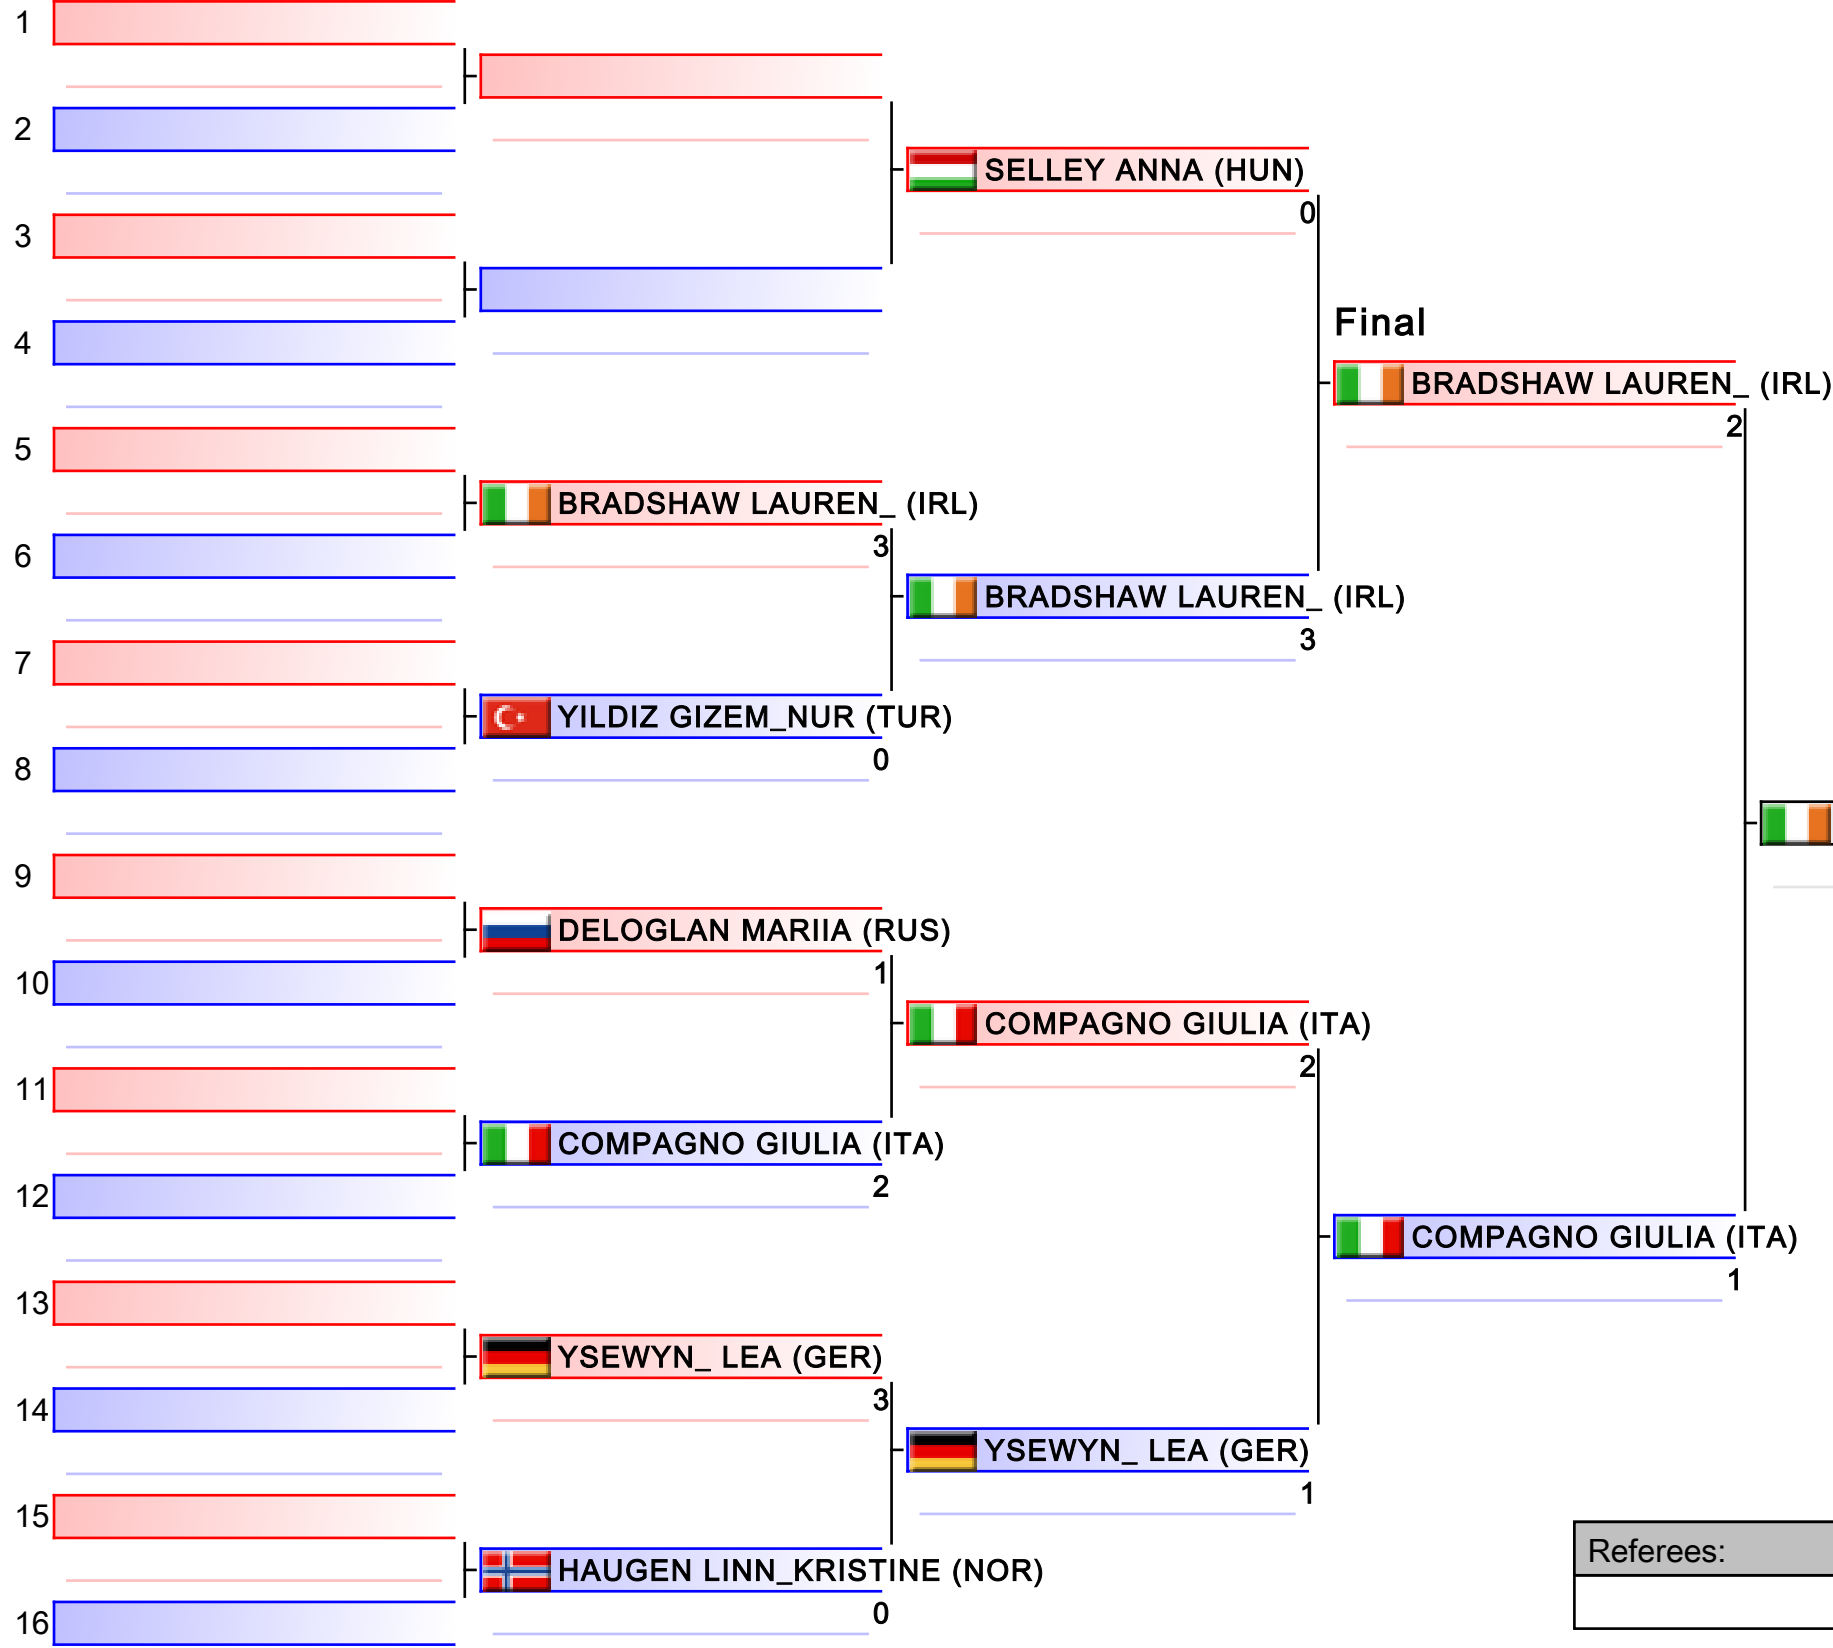 1
2
SELLEY ANNA (HUN)
0
3
Final
4
BRADSHAW LAUREN_ (IRL)
2
5
BRADSHAW LAUREN_ (IRL)
3
6
BRADSHAW LAUREN_ (IRL)
3
7
YILDIZ GIZEM_NUR (TUR)
0
8
9
DELOGLAN MARIIA (RUS)
1
10
COMPAGNO GIULIA (ITA)
2
11
COMPAGNO GIULIA (ITA)
2
12
COMPAGNO GIULIA (ITA)
1
13
YSEWYN_ LEA (GER)
3
14
YSEWYN_ LEA (GER)
1
15
Referees:
HAUGEN LINN_KRISTINE (NOR)
0
16